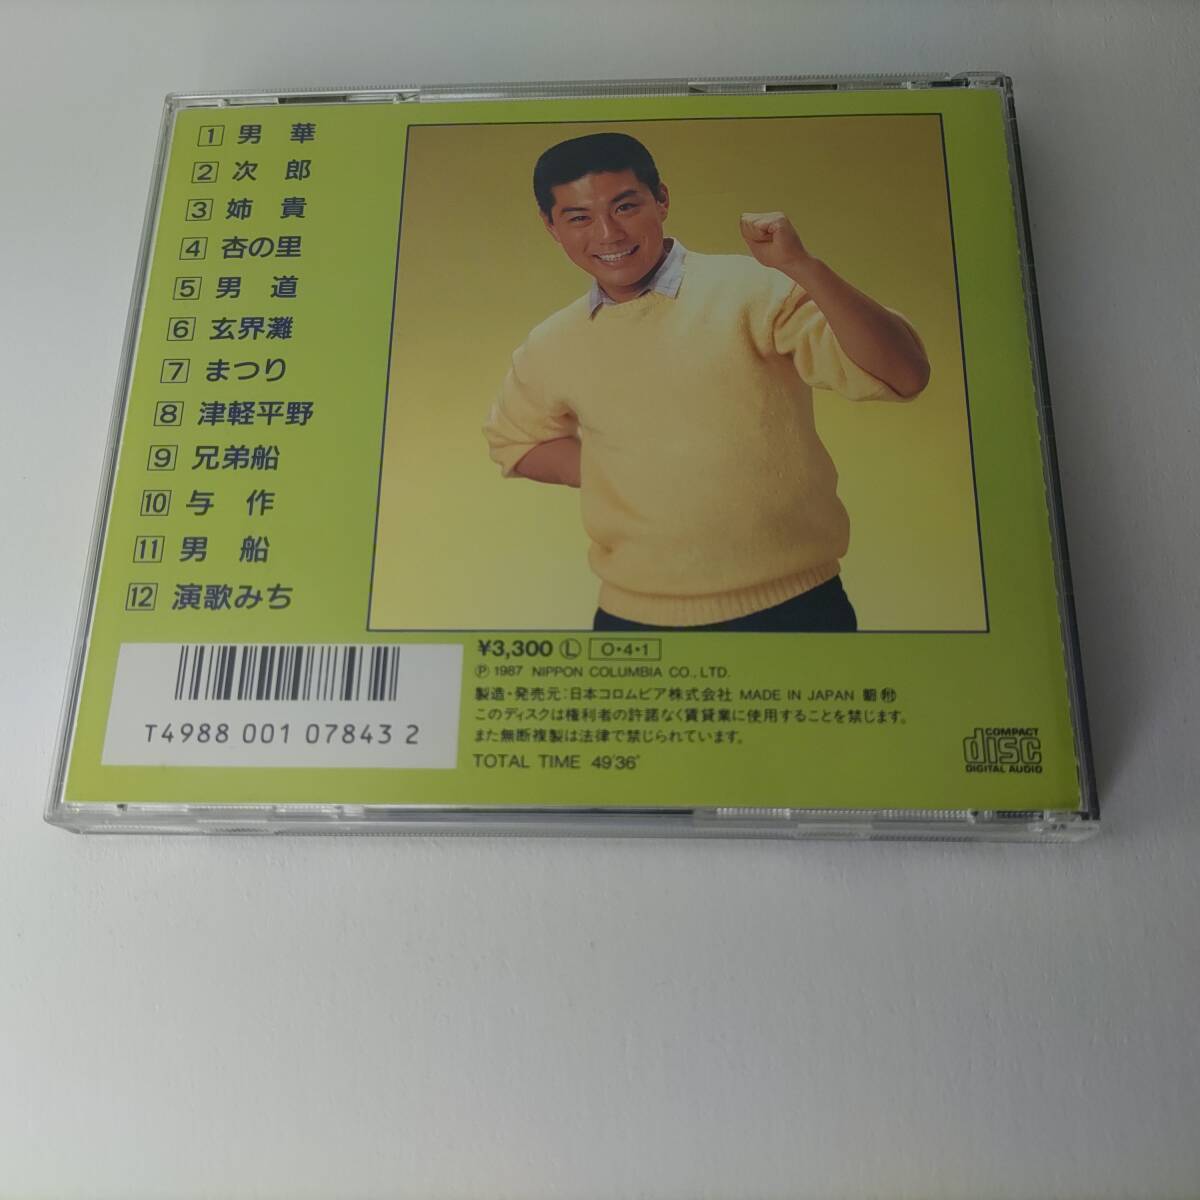 1 男華
2 次郎
3 姉貴
4 杏の里
5 男道
6 玄界灘
7 まつり
8 津軽平野
9 兄弟船
10 与作
11 男船
12 演歌みち
T4988 001 07843 2
¥3,300 Ⓛ O・4・1
Ⓟ 1987 NIPPON COLUMBIA CO., LTD.
製造・発売元:日本コロムビア株式会社 MADE IN JAPAN
このディスクは権利者の許諾なく賃貸業に使用することを禁じます。
また無断複製は法律で禁じられています。
TOTAL TIME 49'36"
COMPACT
disc
DIGITAL AUDIO